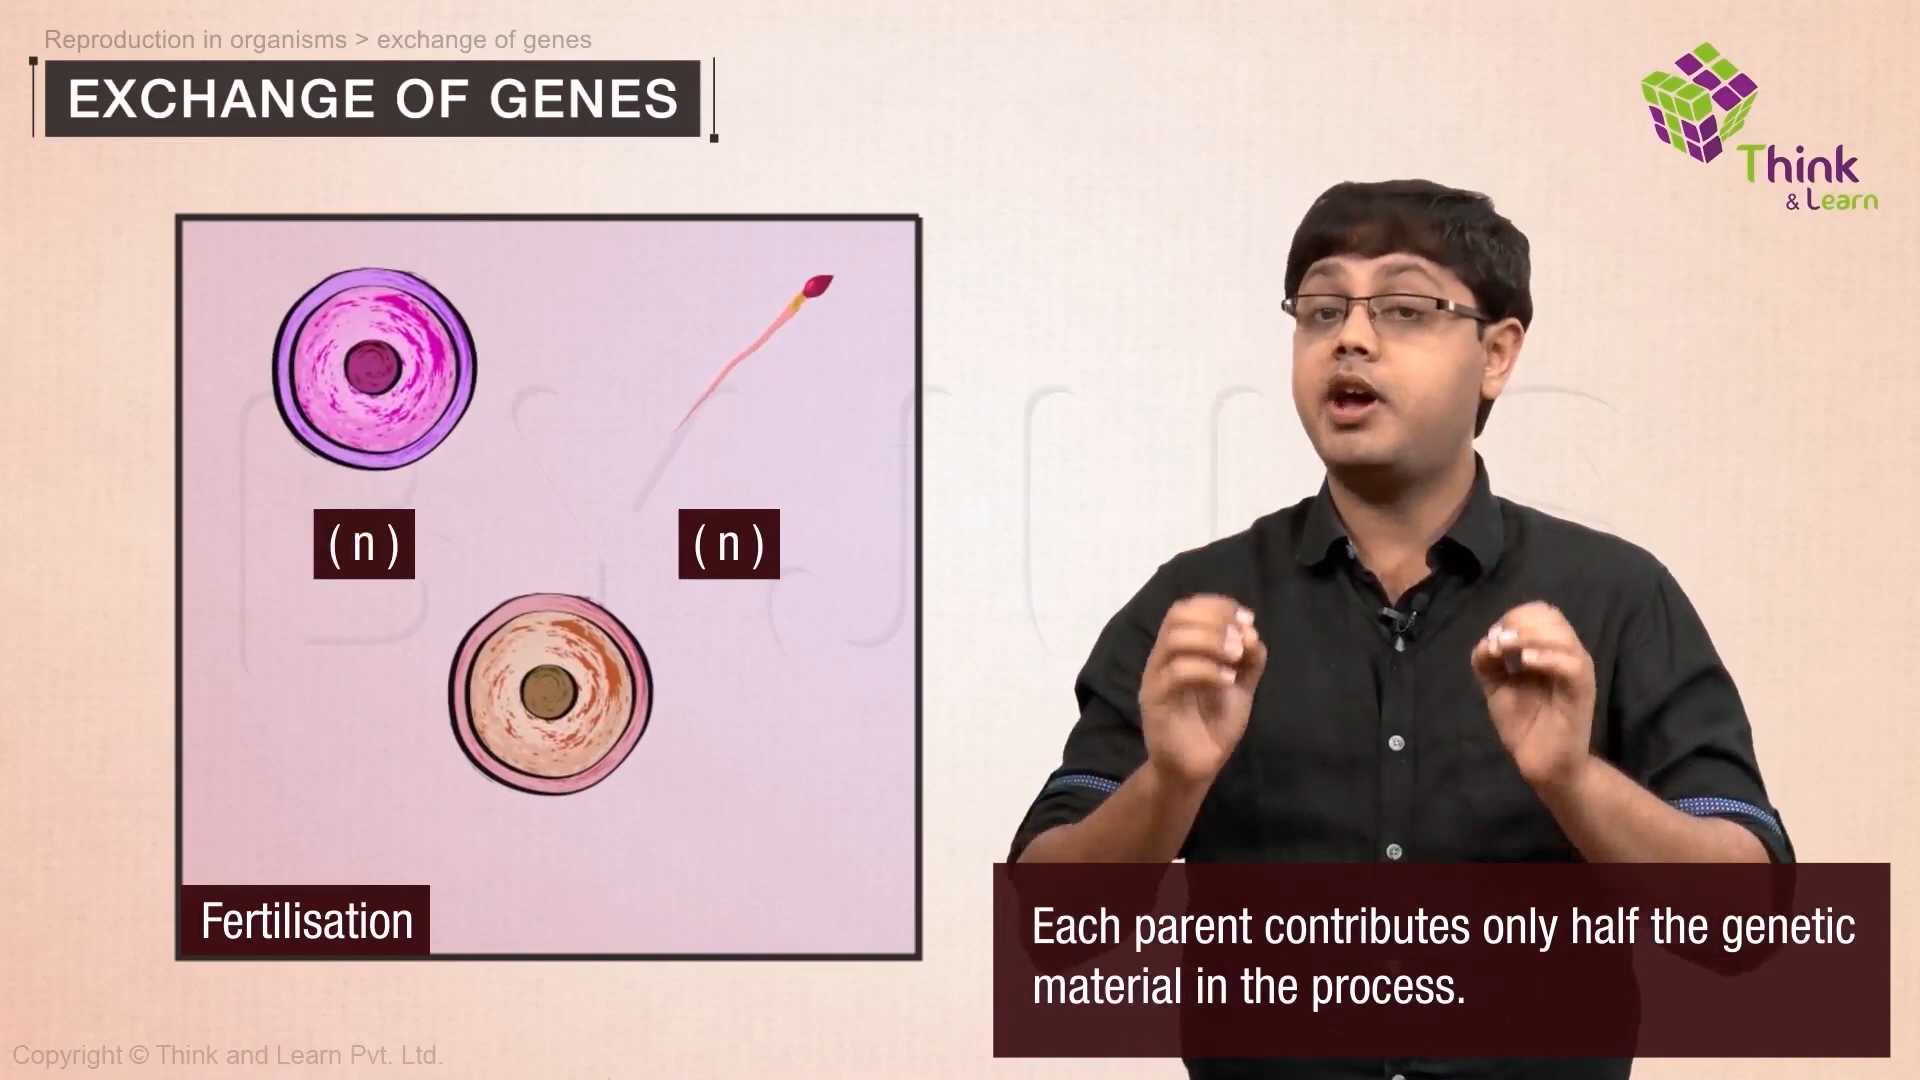 Reproduction in organisms > exchange of genes
EXCHANGE OF GENES
Think
& Learn
(n)
(n)
Fertilisation
Each parent contributes only half the genetic
material in the process.
Copyright © Think and Learn Pvt. Ltd.
BYJUS